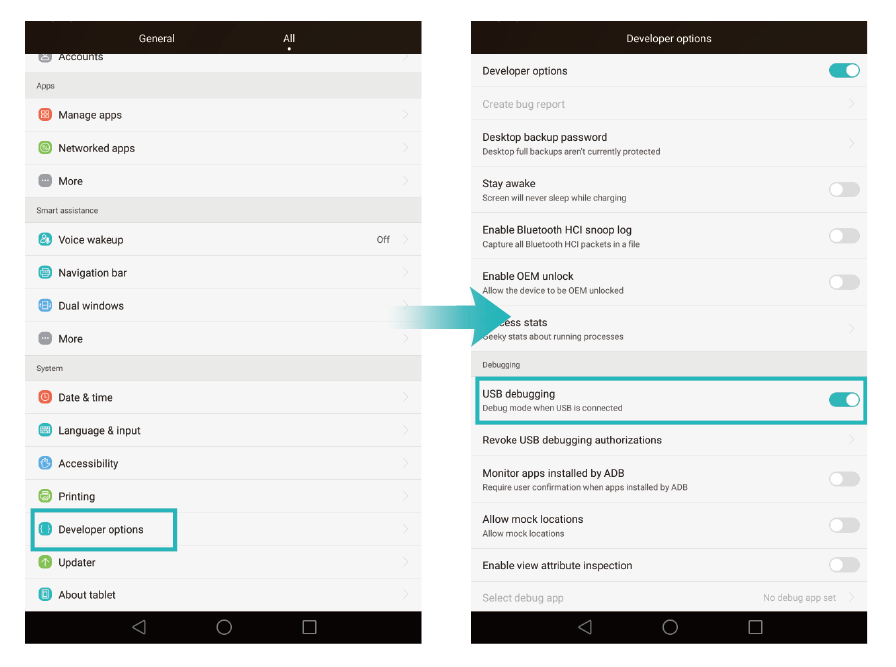 General
All
Accounts
Apps
Manage apps
Networked apps
More
Smart assistance
Voice wakeup
Off
Navigation bar
Dual windows
More
System
Date & time
Language & input
Accessibility
Printing
Developer options
Updater
About tablet
Developer options
Developer options
Create bug report
Desktop backup password
Desktop full backups aren't currently protected
Stay awake
Screen will never sleep while charging
Enable Bluetooth HCI snoop log
Capture all Bluetooth HCI packets in a file
Enable OEM unlock
Allow the device to be OEM unlocked
stats
Geeky stats about running processes
Debugging
USB debugging
Debug mode when USB is connected
Revoke USB debugging authorizations
Monitor apps installed by ADB
Require user confirmation when apps installed by ADB
Allow mock locations
Allow mock locations
Enable view attribute inspection
Select debug app
No debug app set